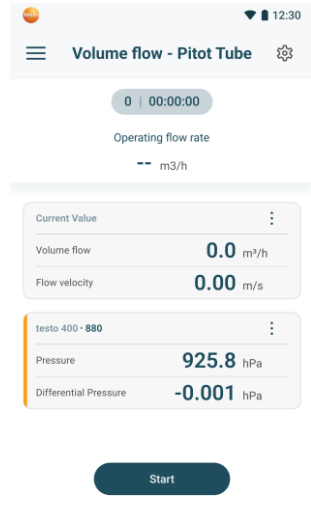 testo
12:30
Volume flow - Pitot Tube
0 | 00:00:00
Operating flow rate
-- m3/h
Current Value
Volume flow 0.0 m³/h
Flow velocity 0.00 m/s
testo 400 • 880
Pressure 925.8 hPa
Differential Pressure -0.001 hPa
Start